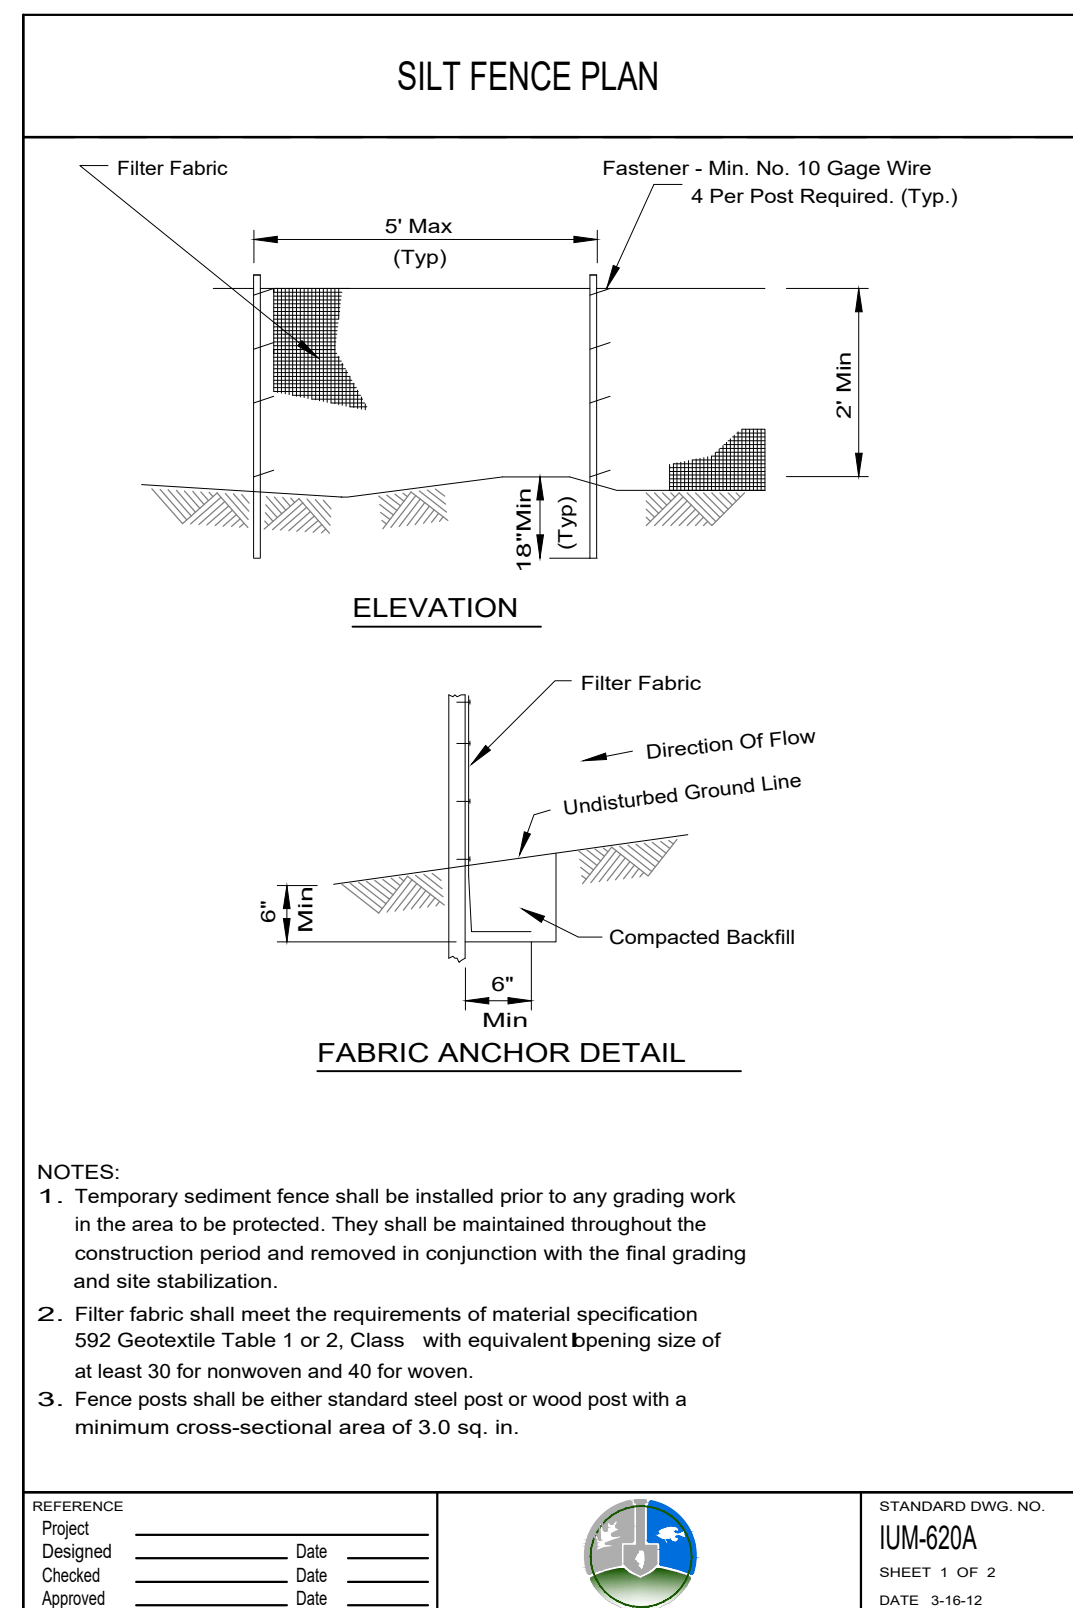 SILT FENCE PLAN
Filter Fabric
Fastener - Min. No. 10 Gage Wire
4 Per Post Required. (Typ.)
5' Max
(Typ)
2' Min
18"Min
(Typ)
ELEVATION
Filter Fabric
Direction Of Flow
Undisturbed Ground Line
6"
Min
Compacted Backfill
6"
Min
FABRIC ANCHOR DETAIL
NOTES:
1. Temporary sediment fence shall be installed prior to any grading work
in the area to be protected. They shall be maintained throughout the
construction period and removed in conjunction with the final grading
and site stabilization.
2. Filter fabric shall meet the requirements of material specification
592 Geotextile Table 1 or 2, Class with equivalent opening size of
at least 30 for nonwoven and 40 for woven.
3. Fence posts shall be either standard steel post or wood post with a
minimum cross-sectional area of 3.0 sq. in.
REFERENCE
Project
Designed Date
Checked Date
Approved Date
STANDARD DWG. NO.
IUM-620A
SHEET 1 OF 2
DATE 3-16-12